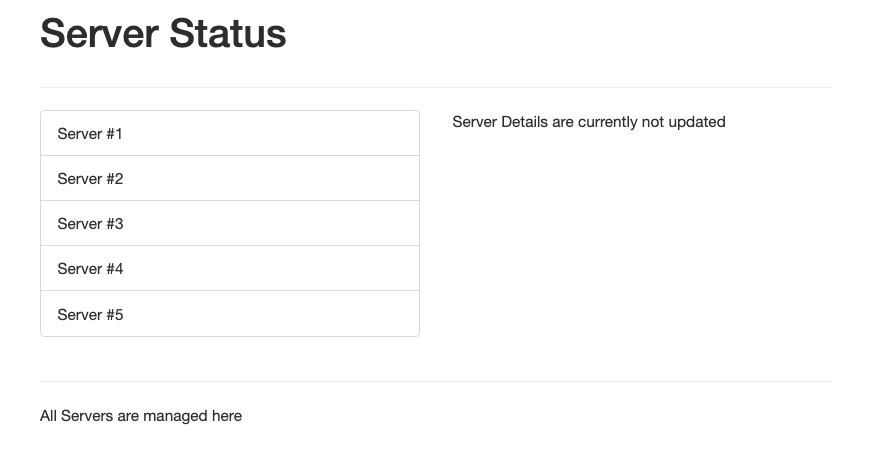 Server Status
Server #1
Server #2
Server #3
Server #4
Server #5
Server Details are currently not updated
All Servers are managed here